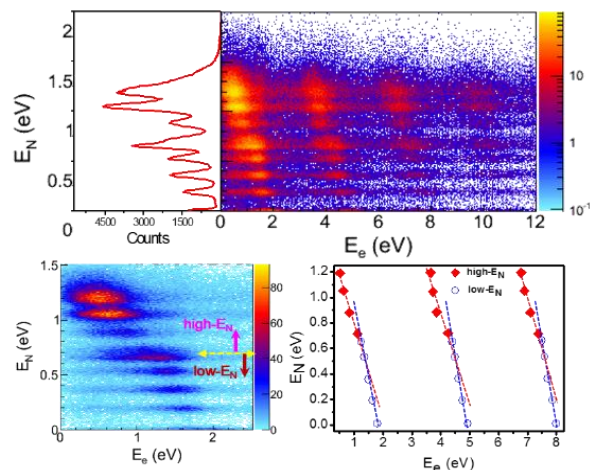 2
1.5
1
0.5
0
E_N (eV)
4500 3000 1500
Counts
0 2 4 6 8 10 12
E_e (eV)
10
1
10^-1
1.5
1
0.5
0
E_N (eV)
high-E_N
low-E_N
0 1 2
E_e (eV)
80
60
40
20
0
1.2
1.0
0.8
0.6
0.4
0.2
0.0
E_N (eV)
high-E_N
low-E_N
1 2 3 4 5 6 7 8
E_e (eV)